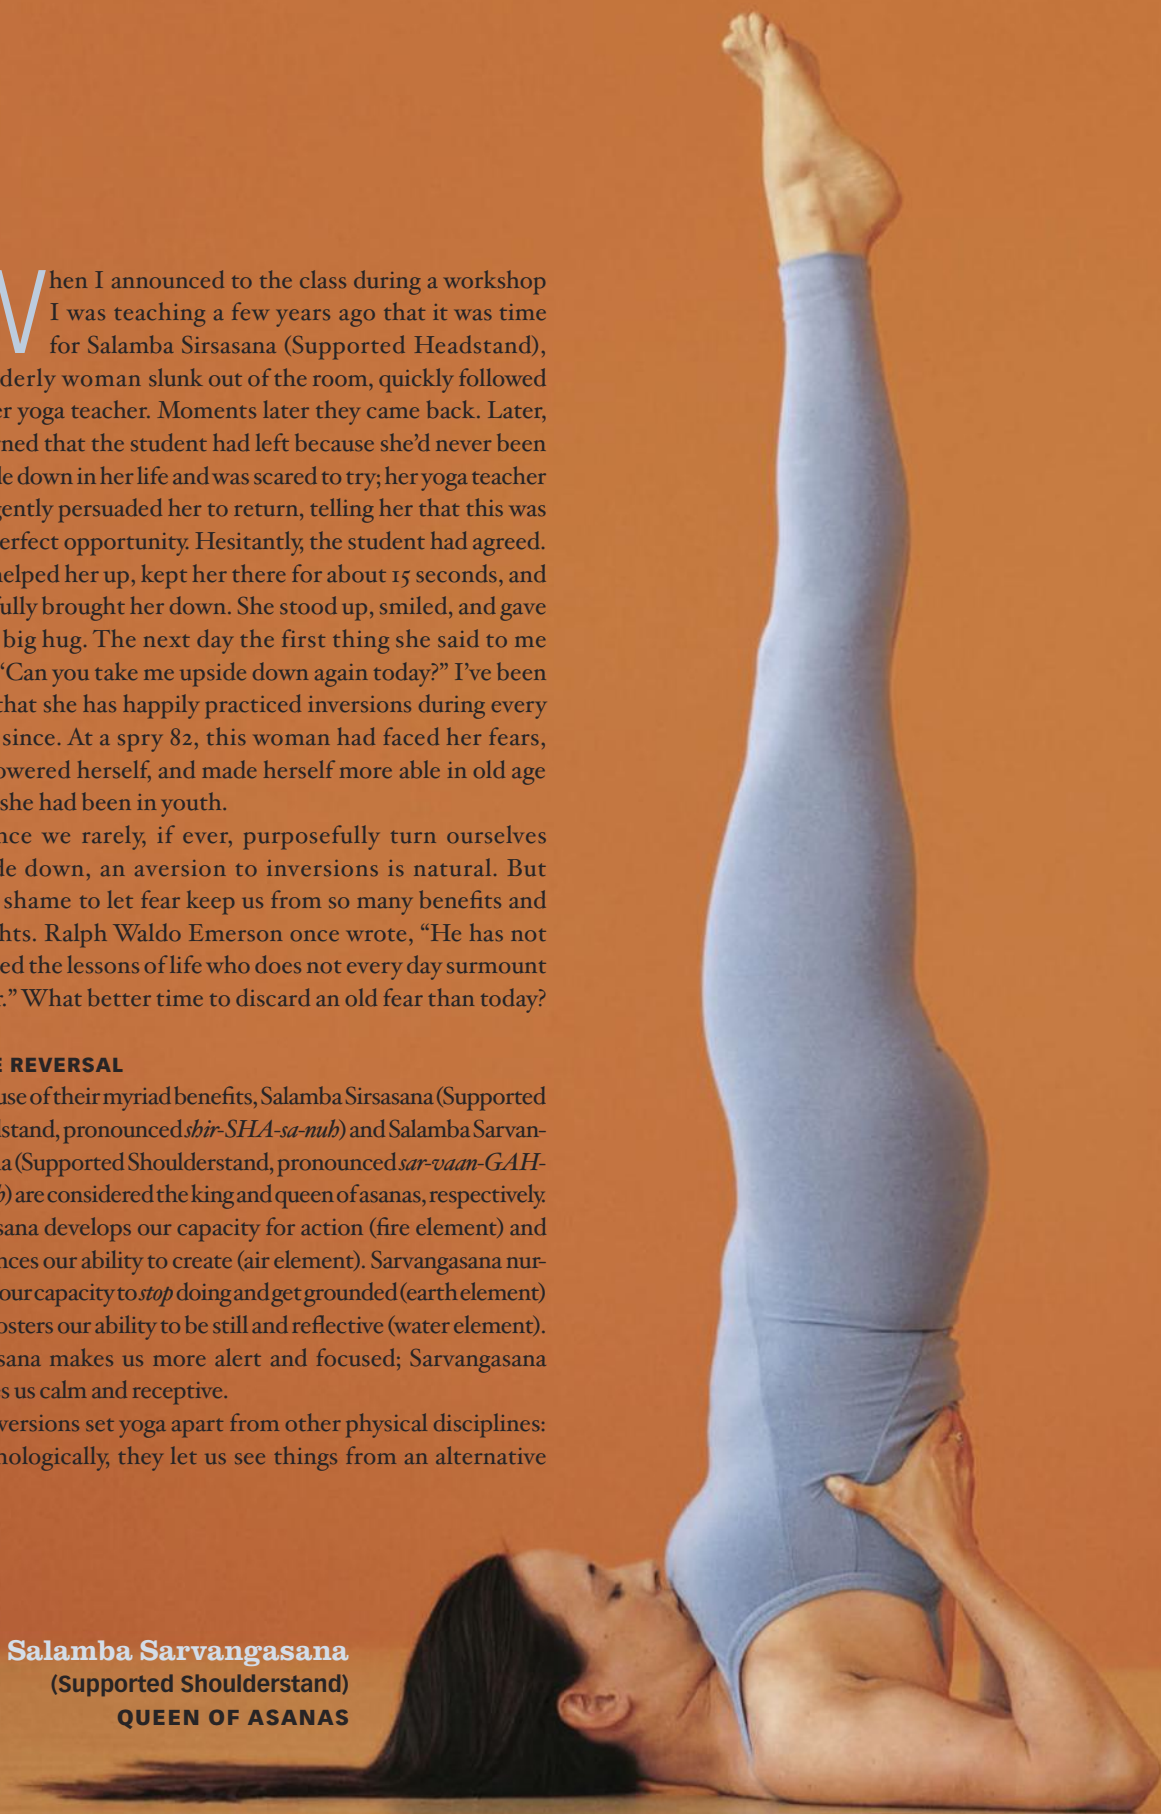 When I announced to the class during a workshop
I was teaching a few years ago that it was time
for Salamba Sirsasana (Supported Headstand),
derly woman slunk out of the room, quickly followed
er yoga teacher. Moments later they came back. Later,
ned that the student had left because she’d never been
le down in her life and was scared to try; her yoga teacher
gently persuaded her to return, telling her that this was
erfect opportunity. Hesitantly, the student had agreed.
helped her up, kept her there for about 15 seconds, and
fully brought her down. She stood up, smiled, and gave
big hug. The next day the first thing she said to me
“Can you take me upside down again today?” I’ve been
that she has happily practiced inversions during every
since. At a spry 82, this woman had faced her fears,
owered herself, and made herself more able in old age
she had been in youth.
nce we rarely, if ever, purposefully turn ourselves
de down, an aversion to inversions is natural. But
shame to let fear keep us from so many benefits and
hts. Ralph Waldo Emerson once wrote, “He has not
ed the lessons of life who does not every day surmount
r.” What better time to discard an old fear than today?
E REVERSAL
use of their myriad benefits, Salamba Sirsasana (Supported
dstand, pronounced shir-SHA-sa-nuh) and Salamba Sarvan-
a (Supported Shoulderstand, pronounced sar-vaan-GAH-
h) are considered the king and queen of asanas, respectively.
sana develops our capacity for action (fire element) and
nces our ability to create (air element). Sarvangasana nur-
our capacity to stop doing and get grounded (earth element)
osters our ability to be still and reflective (water element).
sana makes us more alert and focused; Sarvangasana
es us calm and receptive.
versions set yoga apart from other physical disciplines:
hologically, they let us see things from an alternative
Salamba Sarvangasana
(Supported Shoulderstand)
QUEEN OF ASANAS